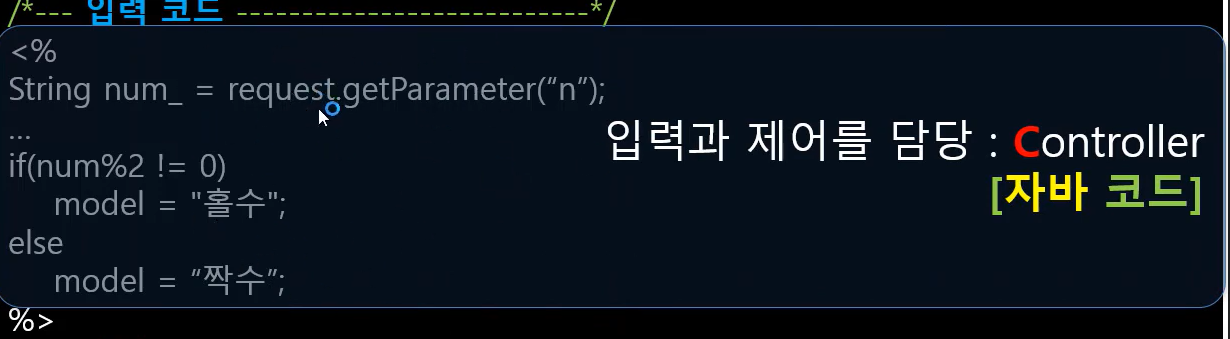 /*--- 입력 코드 ---------------------------*/
<%
String num_ = request.getParameter(“n”);
...
if(num%2 != 0)
model = "홀수";
else
model = “짝수”;
%>
입력과 제어를 담당 : Controller
[자바 코드]